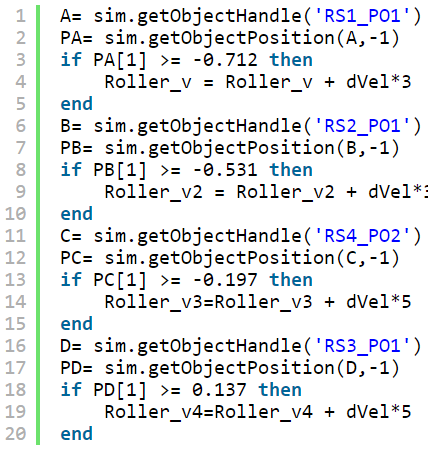 1 A= sim.getObjectHandle('RS1_PO1')
2 PA= sim.getObjectPosition(A,-1)
3 if PA[1] >= -0.712 then
4     Roller_v = Roller_v + dVel*3
5 end
6 B= sim.getObjectHandle('RS2_PO1')
7 PB= sim.getObjectPosition(B,-1)
8 if PB[1] >= -0.531 then
9     Roller_v2 = Roller_v2 + dVel*
10 end
11 C= sim.getObjectHandle('RS4_PO2')
12 PC= sim.getObjectPosition(C,-1)
13 if PC[1] >= -0.197 then
14     Roller_v3=Roller_v3 + dVel*5
15 end
16 D= sim.getObjectHandle('RS3_PO1')
17 PD= sim.getObjectPosition(D,-1)
18 if PD[1] >= 0.137 then
19     Roller_v4=Roller_v4 + dVel*5
20 end